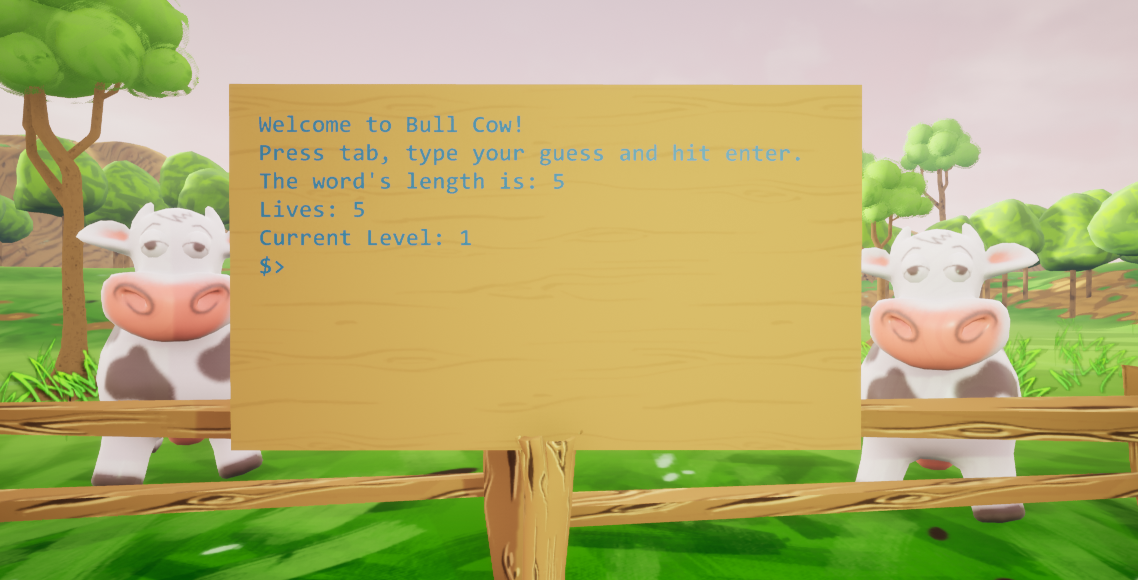 Welcome to Bull Cow!
Press tab, type your guess and hit enter.
The word's length is: 5
Lives: 5
Current Level: 1
$>